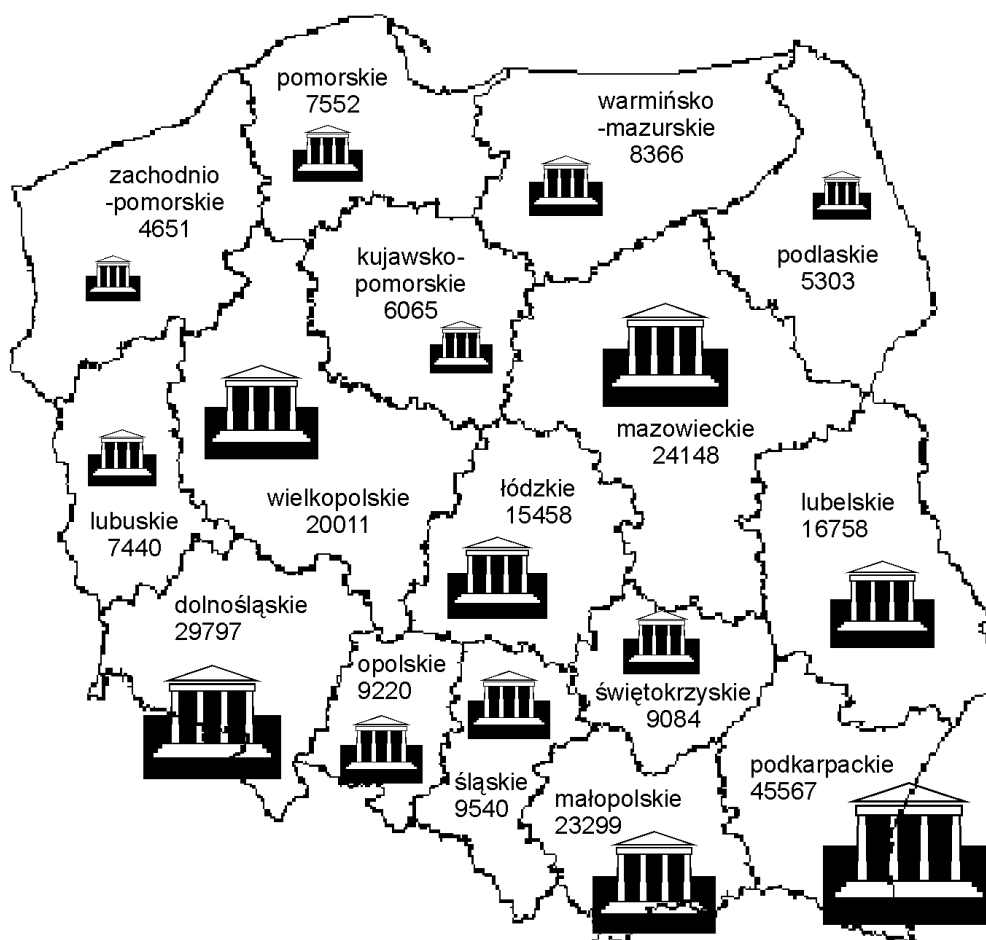 pomorskie
7552
warmińsko
-mazurskie
8366
zachodnio
-pomorskie
4651
kujawsko-
pomorskie
6065
podlaskie
5303
mazowieckie
24148
wielkopolskie
20011
łódzkie
15458
lubelskie
16758
lubuskie
7440
dolnośląskie
29797
opolskie
9220
świętokrzyskie
9084
śląskie
9540
małopolskie
23299
podkarpackie
45567